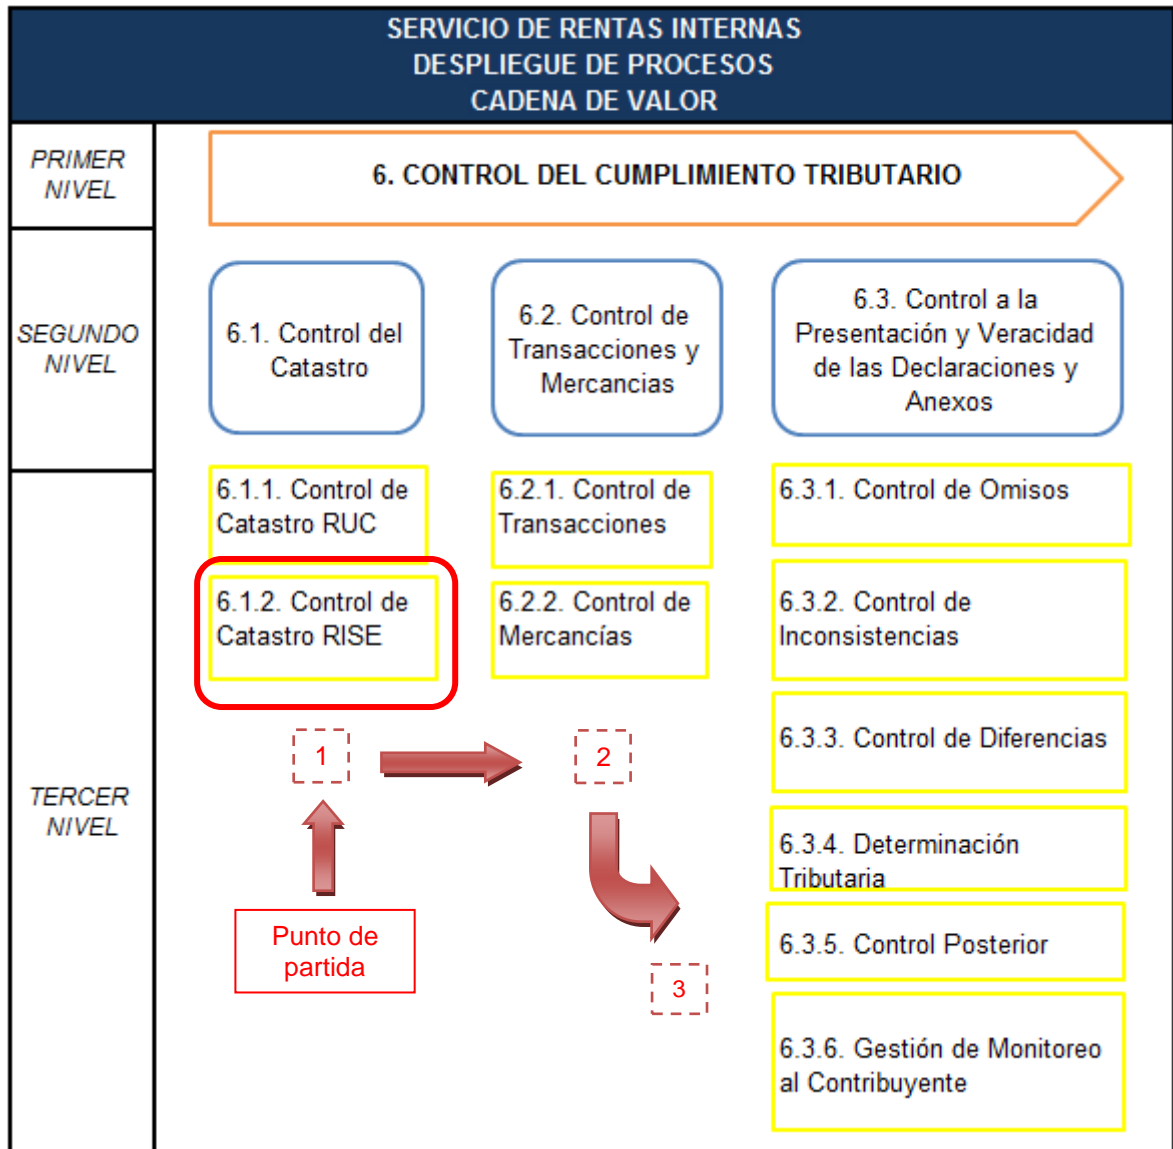 SERVICIO DE RENTAS INTERNAS
DESPLIEGUE DE PROCESOS
CADENA DE VALOR
PRIMER
NIVEL
6. CONTROL DEL CUMPLIMIENTO TRIBUTARIO
SEGUNDO
NIVEL
6.1. Control del
Catastro
6.2. Control de
Transacciones y
Mercancias
6.3. Control a la
Presentación y Veracidad
de las Declaraciones y
Anexos
TERCER
NIVEL
6.1.1. Control de
Catastro RUC
6.1.2. Control de
Catastro RISE
6.2.1. Control de
Transacciones
6.2.2. Control de
Mercancías
6.3.1. Control de Omisos
6.3.2. Control de
Inconsistencias
6.3.3. Control de Diferencias
6.3.4. Determinación
Tributaria
6.3.5. Control Posterior
6.3.6. Gestión de Monitoreo
al Contribuyente
1
2
Punto de
partida
3